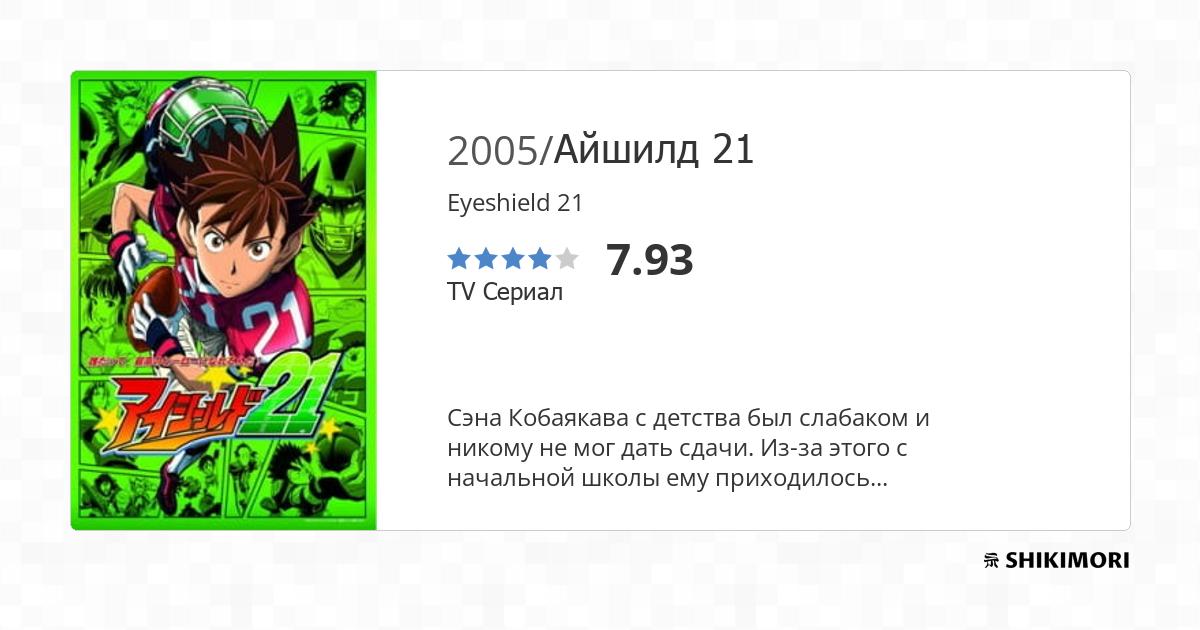 2005/Айшилд 21
Eyeshield 21
7.93
TV Сериал
Сэна Кобаякава с детства был слабаком и
никому не мог дать сдачи. Из-за этого с
начальной школы ему приходилось...
21
アイシールド21
SHIKIMORI